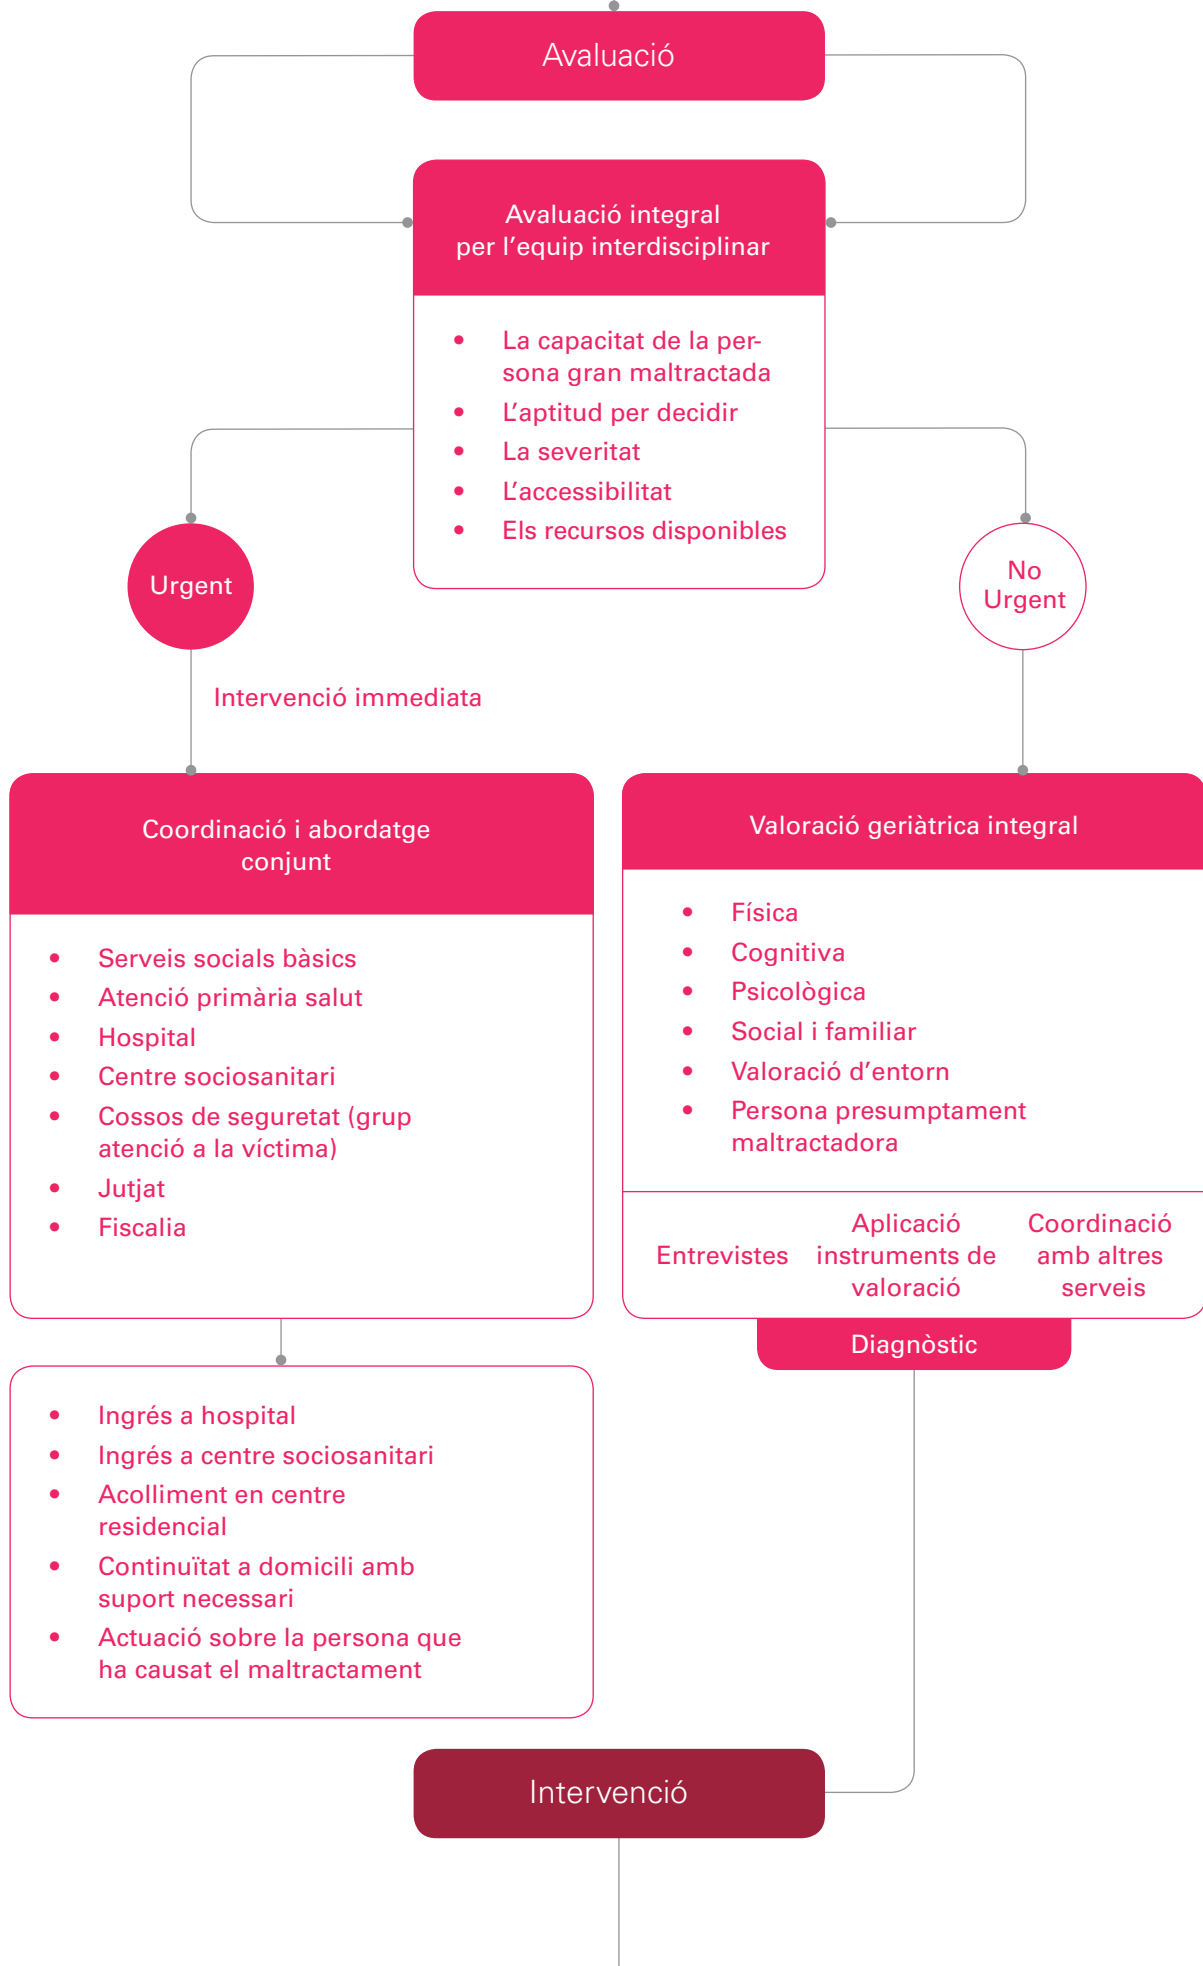 Avaluació
Avaluació integral
per l’equip interdisciplinar
• La capacitat de la per-
sona gran maltractada
• L’aptitud per decidir
• La severitat
• L’accessibilitat
• Els recursos disponibles
Urgent
No
Urgent
Intervenció immediata
Coordinació i abordatge
conjunt
• Serveis socials bàsics
• Atenció primària salut
• Hospital
• Centre sociosanitari
• Cossos de seguretat (grup
atenció a la víctima)
• Jutjat
• Fiscalia
Valoració geriàtrica integral
• Física
• Cognitiva
• Psicològica
• Social i familiar
• Valoració d’entorn
• Persona presumptament
maltractadora
Entrevistes
Aplicació
instruments de
valoració
Coordinació
amb altres
serveis
Diagnòstic
• Ingrés a hospital
• Ingrés a centre sociosanitari
• Acolliment en centre
residencial
• Continuïtat a domicili amb
suport necessari
• Actuació sobre la persona que
ha causat el maltractament
Intervenció